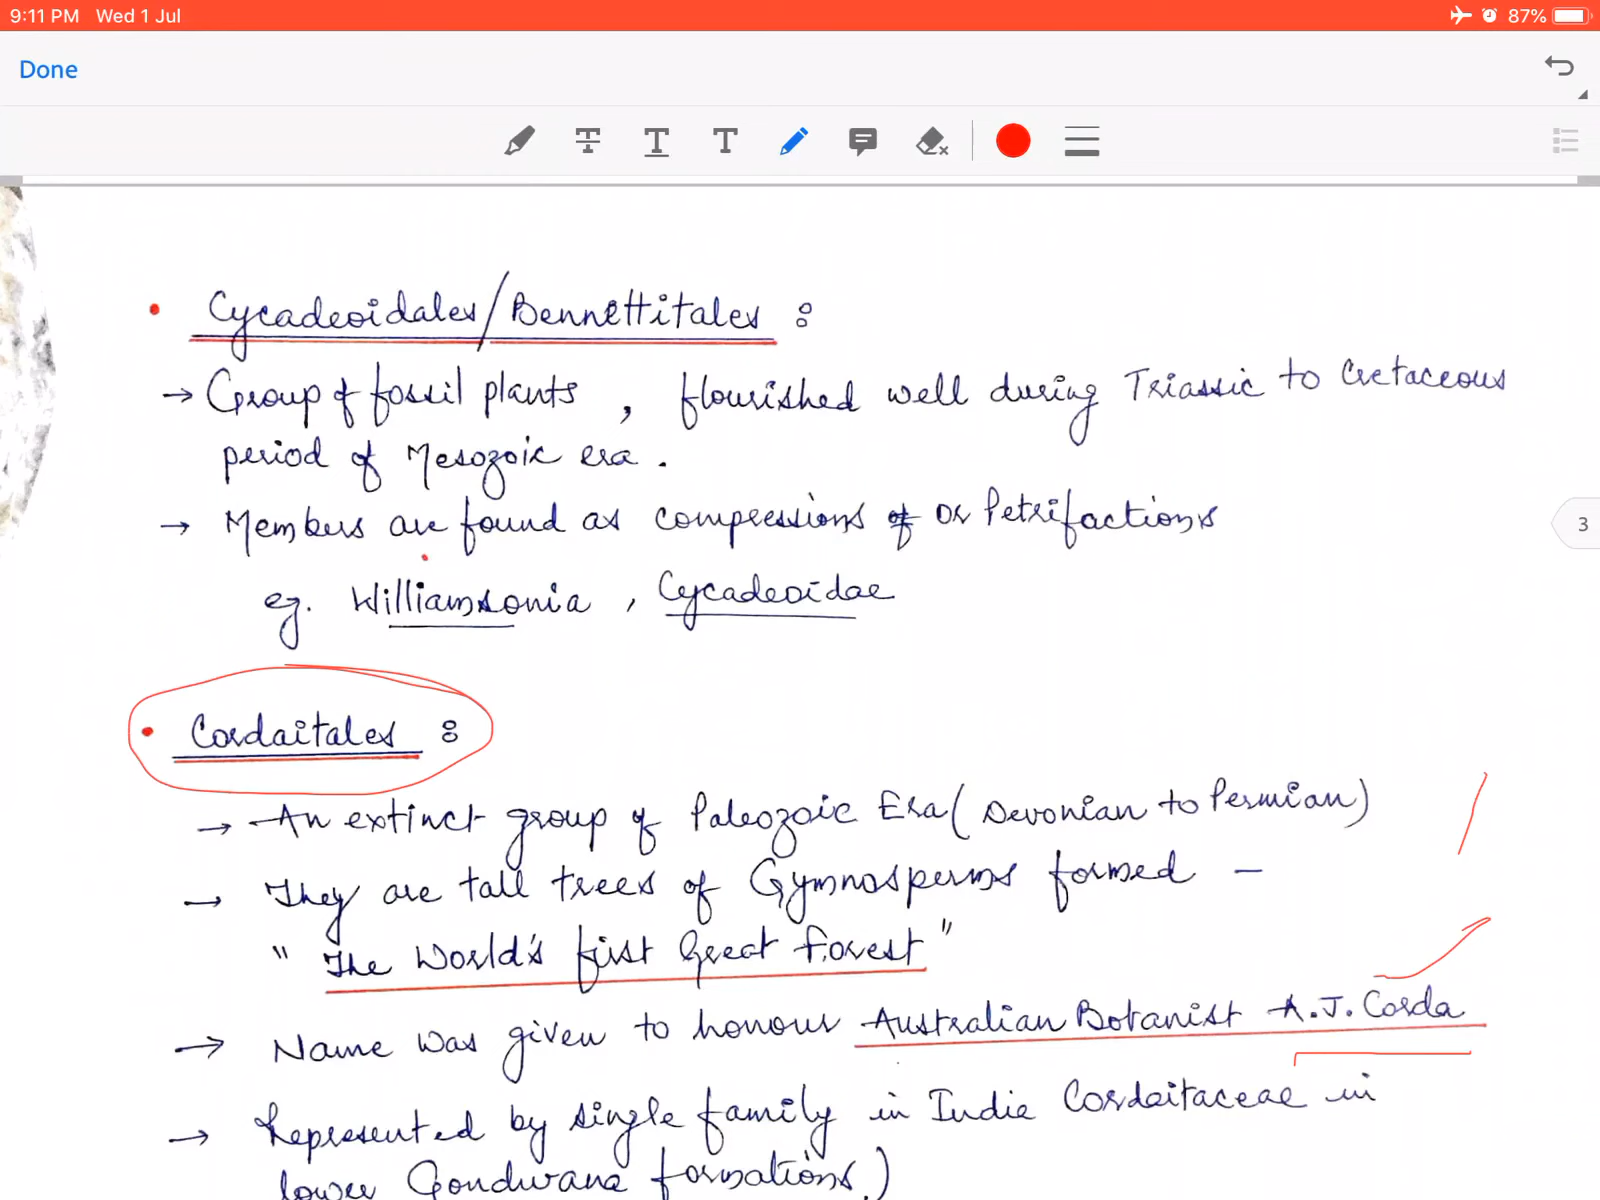 9:11 PM Wed 1 Jul 87%
Done
• Cycadeoidales/Bennettitales :
→ Group of fossil plants , flourished well during Triassic to Cretaceous
period of Mesozoic era .
→ Members are found as compressions of or Petrifactions
3
eg. Williamsonia , Cycadeoidae
• Cordaitales :
→ An extinct group of Paleozoic Era ( Devonian to Permian )
→ They are tall trees of Gymnosperms formed –
" The World's first Great Forest "
→ Name was given to honour Australian Botanist A.J. Corda
→ Represented by single family in India Cordaitaceae in
lower Gondwana formations.)